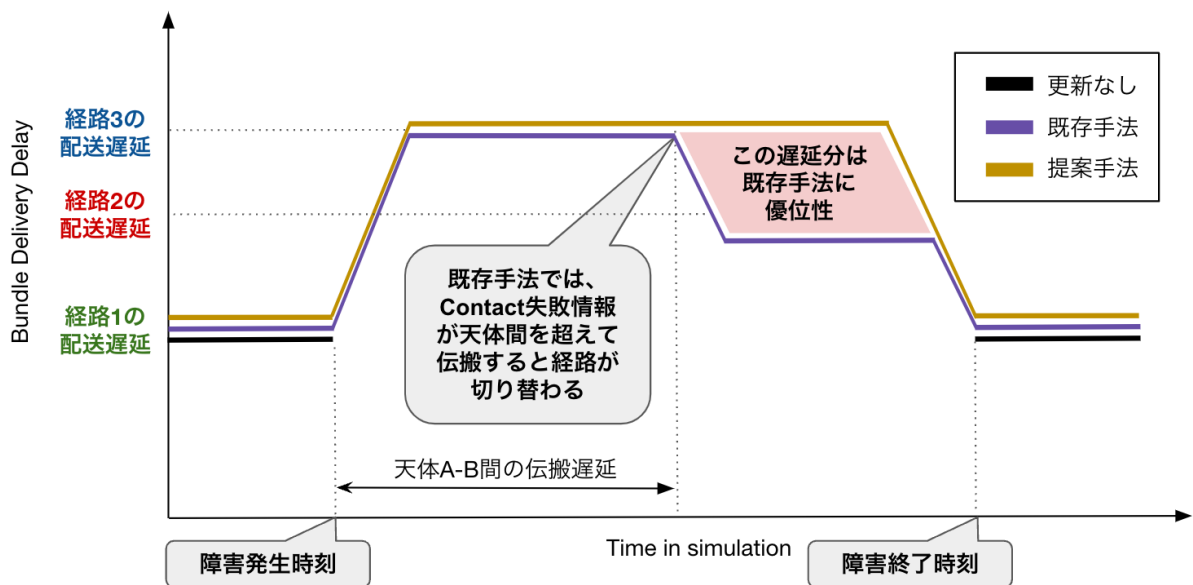 Bundle Delivery Delay
経路3の
配送遅延
経路2の
配送遅延
経路1の
配送遅延
更新なし
既存手法
提案手法
この遅延分は
既存手法に
優位性
既存手法では、
Contact失敗情報
が天体間を超えて
伝搬すると経路が
切り替わる
天体A-B間の伝搬遅延
障害発生時刻
Time in simulation
障害終了時刻